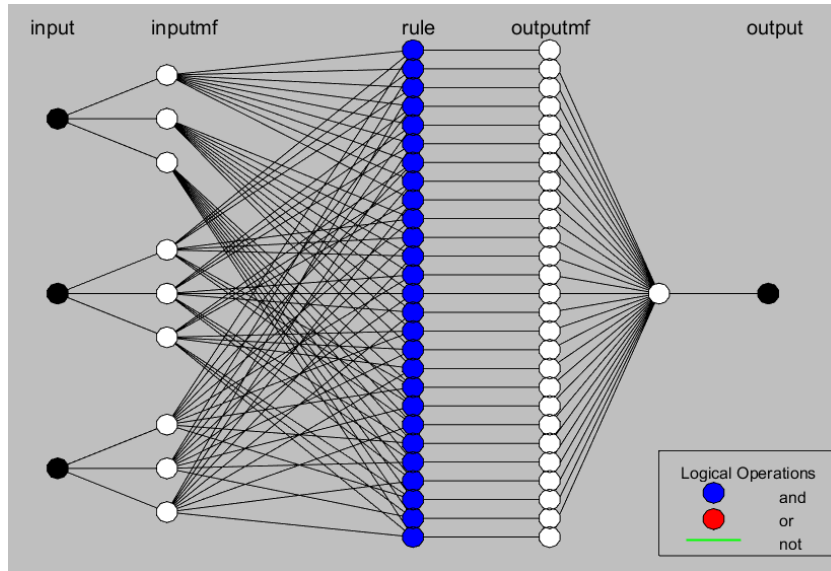 input
inputmf
rule
outputmf
output
Logical Operations
and
or
not